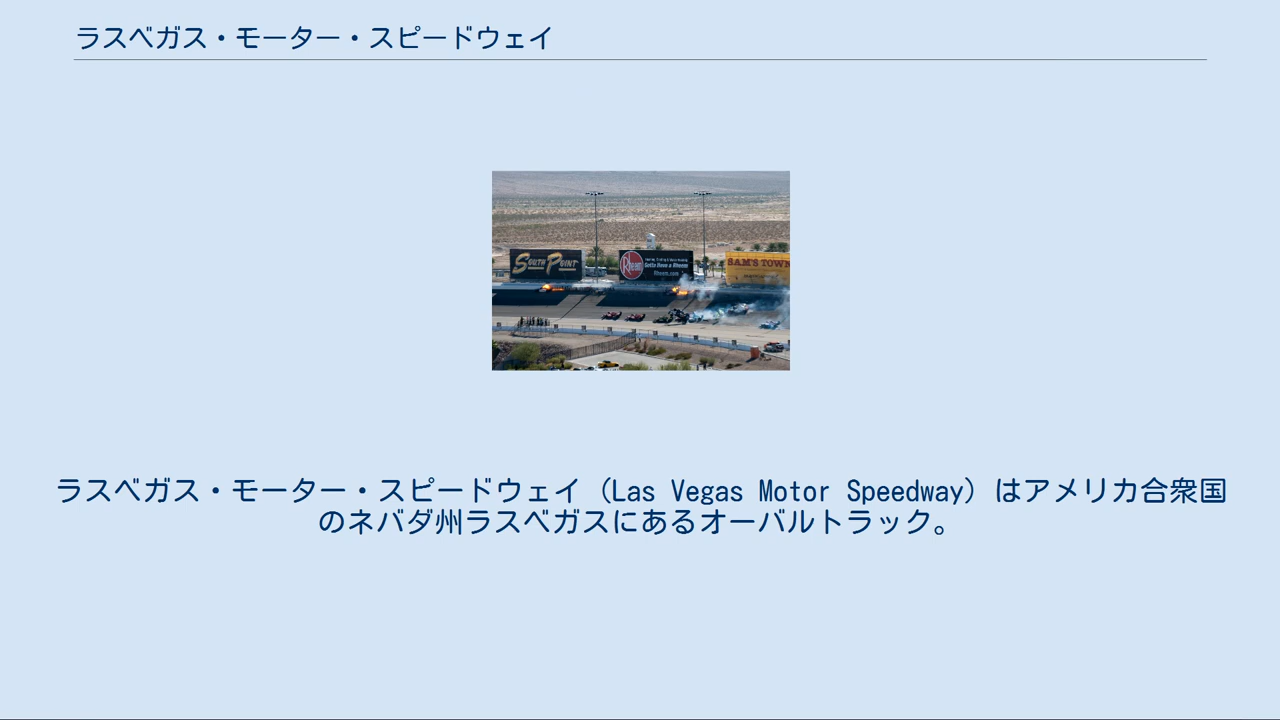 ラスベガス・モーター・スピードウェイ
SOUTH POINT
Rheem
Rheem.com
SAM'S TOWN
ラスベガス・モーター・スピードウェイ（Las Vegas Motor Speedway）はアメリカ合衆国
のネバダ州ラスベガスにあるオーバルトラック。